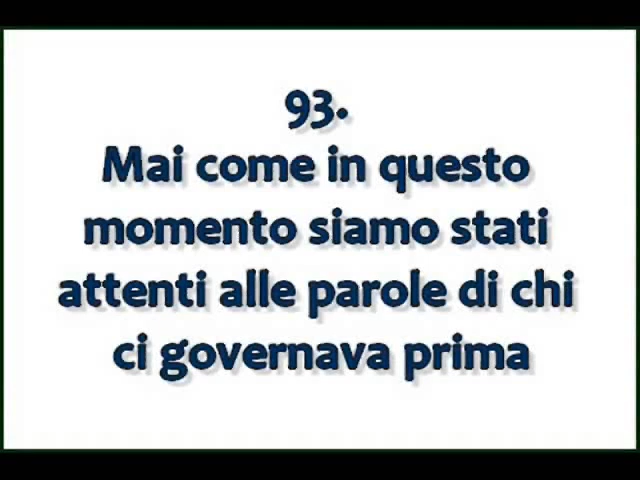 93.
Mai come in questo
momento siamo stati
attenti alle parole di chi
ci governava prima